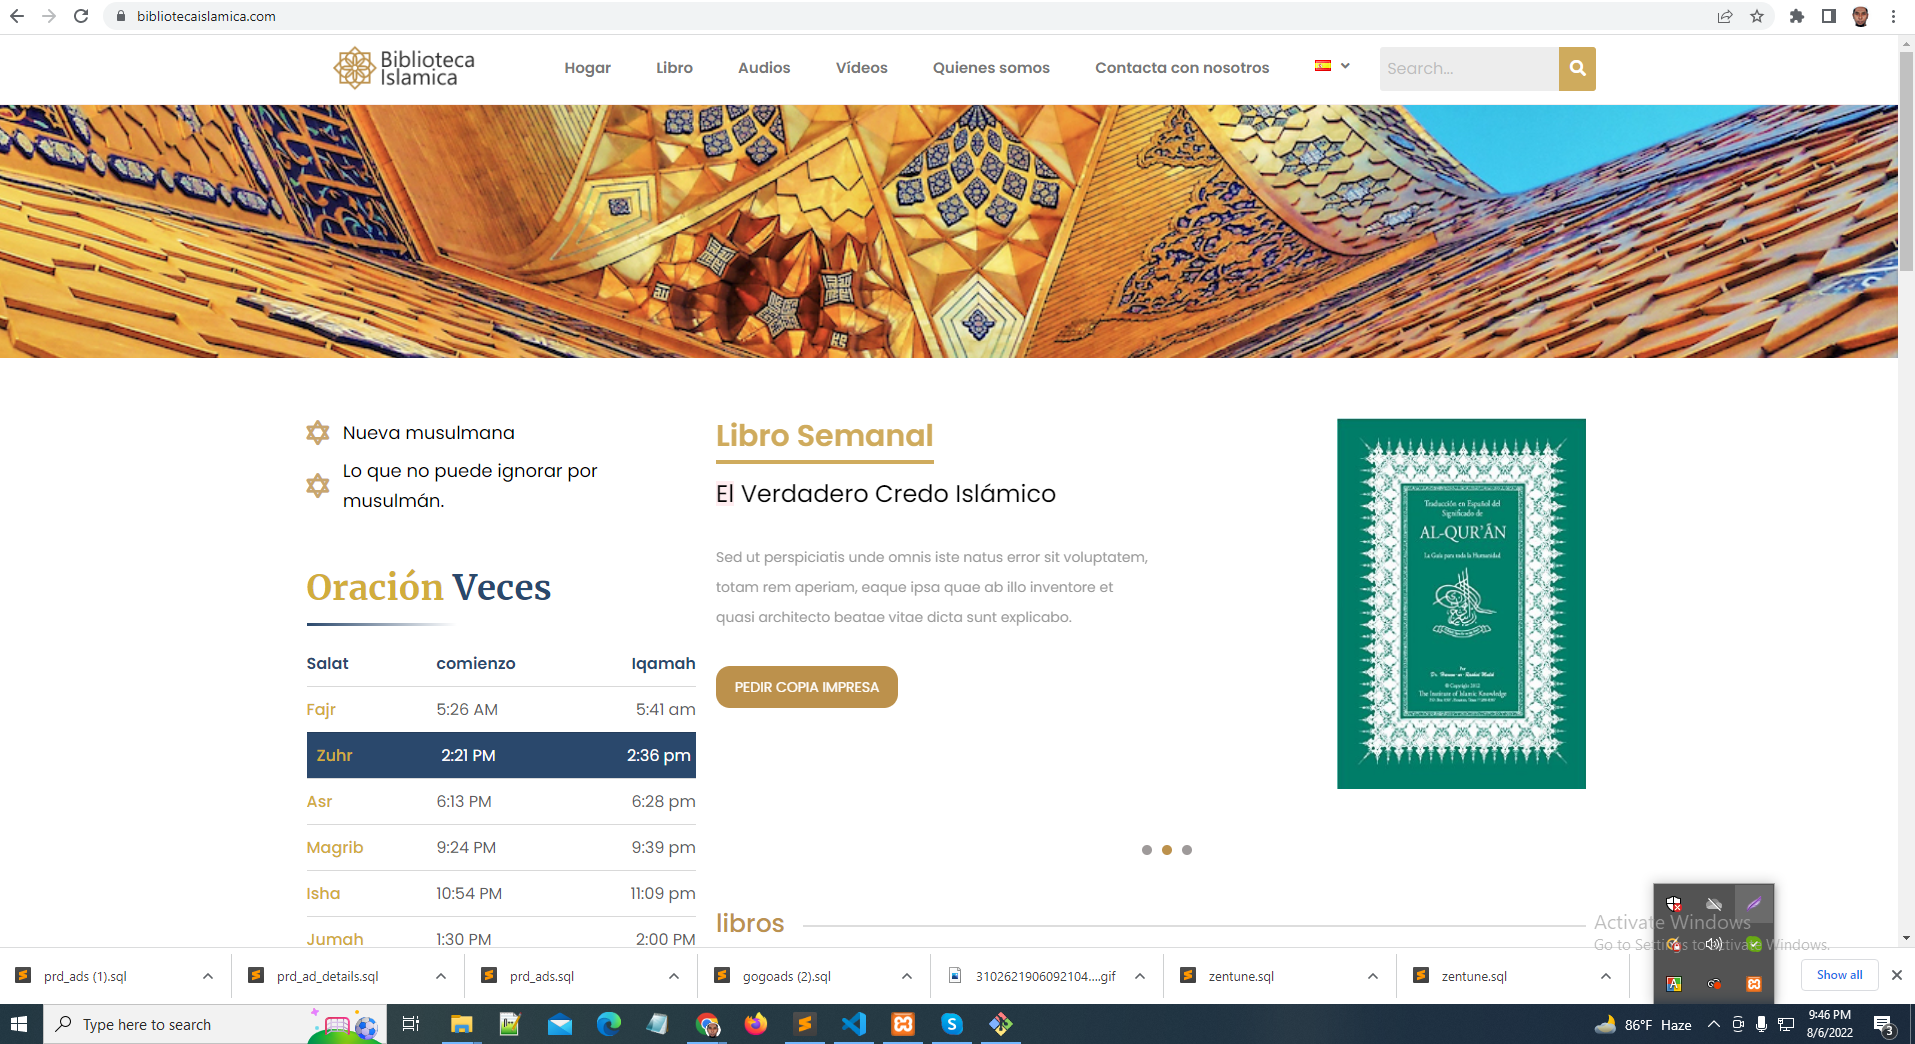 bibliotecaislamica.com
Biblioteca
Islamica
Hogar
Libro
Audios
Vídeos
Quienes somos
Contacta con nosotros
Search...
Nueva musulmana
Lo que no puede ignorar por
musulmán.
Oración Veces
Salat comienzo Iqamah
Fajr 5:26 AM 5:41 am
Zuhr 2:21 PM 2:36 pm
Asr 6:13 PM 6:28 pm
Magrib 9:24 PM 9:39 pm
Isha 10:54 PM 11:09 pm
Jumah 1:30 PM 2:00 PM
Libro Semanal
El Verdadero Credo Islámico
Sed ut perspiciatis unde omnis iste natus error sit voluptatem,
totam rem aperiam, eaque ipsa quae ab illo inventore et
quasi architecto beatae vitae dicta sunt explicabo.
PEDIR COPIA IMPRESA
Traducción en Español del
Significado de
AL-QUR'ÁN
La Guía para toda la Humanidad
Por
The Institute of Islamic Knowledge
libros
Activate Windows
Go to Settings to activate Windows.
prd_ads (1).sql
prd_ad_details.sql
prd_ads.sql
gogoads (2).sql
3102621906092104....gif
zentune.sql
zentune.sql
Show all
Type here to search
86°F Haze
9:46 PM
8/6/2022
3